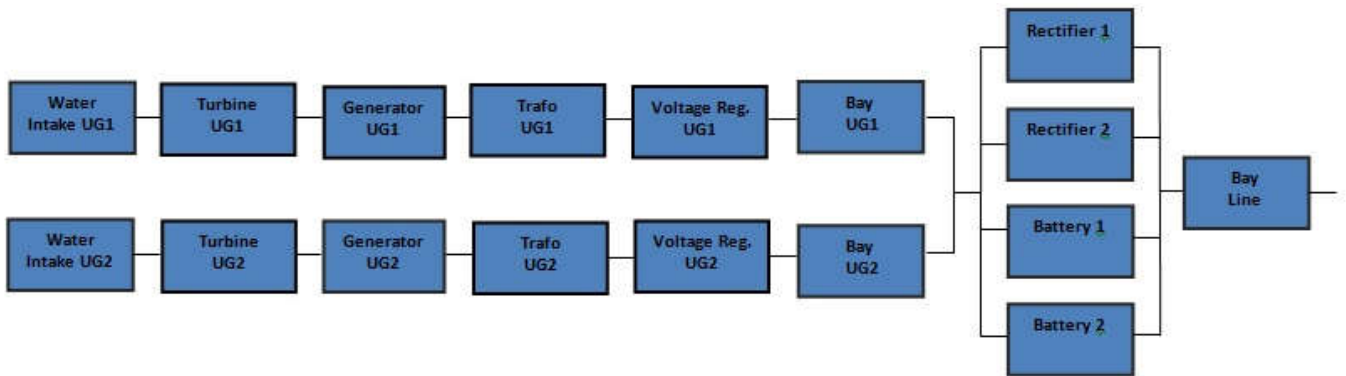 Water
Intake UG1
Turbine
UG1
Generator
UG1
Trafo
UG1
Voltage Reg.
UG1
Bay
UG1
Water
Intake UG2
Turbine
UG2
Generator
UG2
Trafo
UG2
Voltage Reg.
UG2
Bay
UG2
Rectifier 1
Rectifier 2
Battery 1
Battery 2
Bay
Line